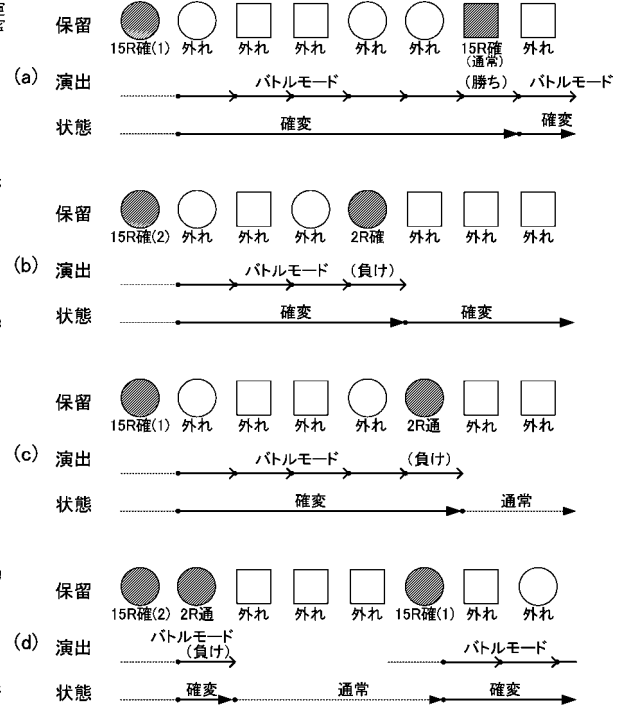 保留
15R確(1) 外れ 外れ 外れ 外れ 外れ 15R確 外れ
(通常)
(a) 演出 バトルモード (勝ち) バトルモード
状態 確変 確変
保留
15R確(2) 外れ 外れ 外れ 2R確 外れ 外れ 外れ
(b) 演出 バトルモード (負け)
状態 確変 確変
保留
15R確(1) 外れ 外れ 外れ 外れ 2R通 外れ 外れ
(c) 演出 バトルモード (負け)
状態 確変 通常
保留
15R確(2) 2R通 外れ 外れ 外れ 15R確(1) 外れ 外れ
(d) 演出 バトルモード バトルモード
(負け)
状態 確変 通常 確変